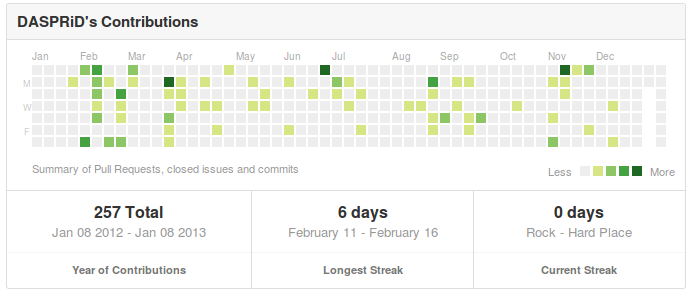 DASPRiD's Contributions
Jan Feb Mar Apr May Jun Jul Aug Sep Oct Nov Dec
M
W
F
Summary of Pull Requests, closed issues and commits
Less More
257 Total
Jan 08 2012 - Jan 08 2013
Year of Contributions
6 days
February 11 - February 16
Longest Streak
0 days
Rock - Hard Place
Current Streak